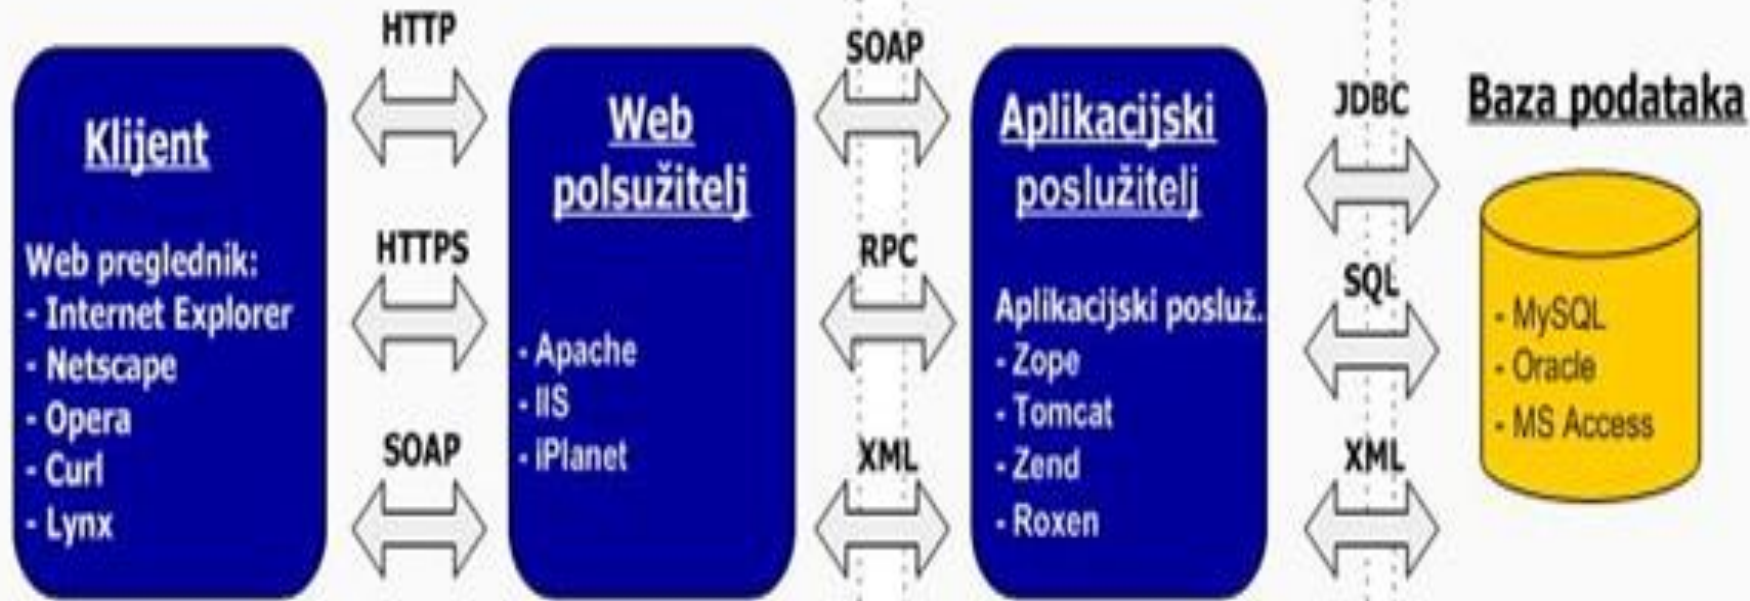 Klijent
Web preglednik:
- Internet Explorer
- Netscape
- Opera
- Curl
- Lynx
HTTP
HTTPS
SOAP
Web
polsužitelj
- Apache
- IIS
- iPlanet
SOAP
RPC
XML
Aplikacijski
poslužitelj
Aplikacijski posluž.
- Zope
- Tomcat
- Zend
- Roxen
JDBC
SQL
XML
Baza podataka
- MySQL
- Oracle
- MS Access